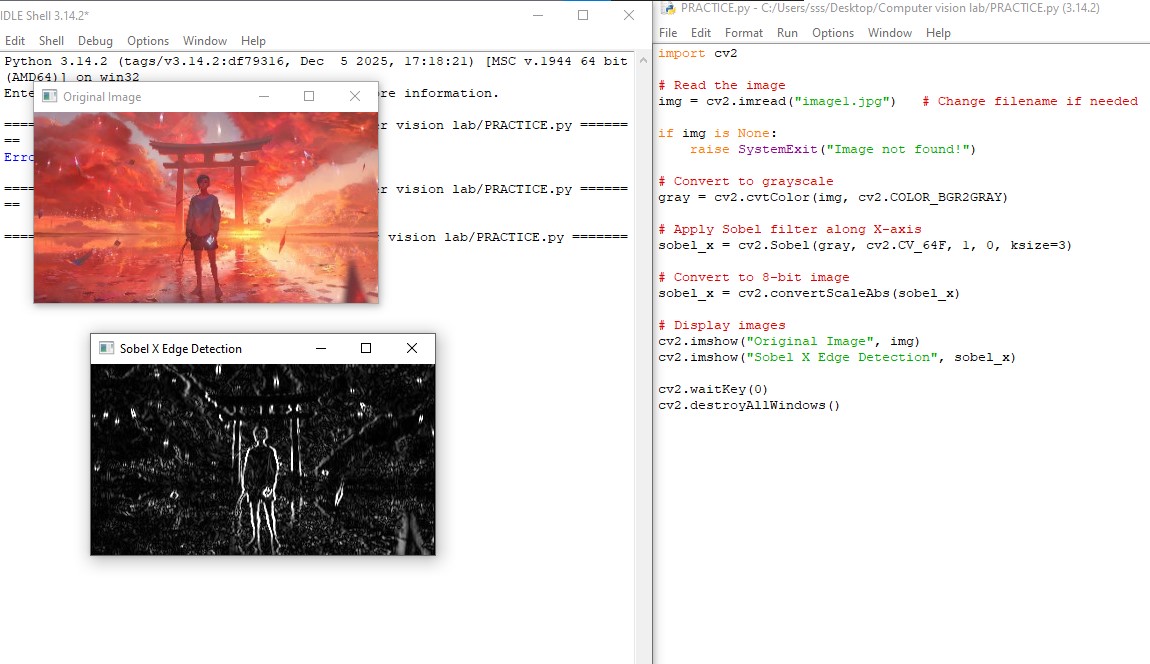 IDLE Shell 3.14.2*
Edit Shell Debug Options Window Help
Python 3.14.2 (tags/v3.14.2:df79316, Dec  5 2025, 17:18:21) [MSC v.1944 64 bit
(AMD64)] on win32
Ente
re information.
====
r vision lab/PRACTICE.py ======
==
Erro
====
r vision lab/PRACTICE.py ======
==
====
vision lab/PRACTICE.py =======
Original Image
Sobel X Edge Detection
PRACTICE.py - C:/Users/sss/Desktop/Computer vision lab/PRACTICE.py (3.14.2)
File Edit Format Run Options Window Help
import cv2
# Read the image
img = cv2.imread("image1.jpg")   # Change filename if needed
if img is None:
    raise SystemExit("Image not found!")
# Convert to grayscale
gray = cv2.cvtColor(img, cv2.COLOR_BGR2GRAY)
# Apply Sobel filter along X-axis
sobel_x = cv2.Sobel(gray, cv2.CV_64F, 1, 0, ksize=3)
# Convert to 8-bit image
sobel_x = cv2.convertScaleAbs(sobel_x)
# Display images
cv2.imshow("Original Image", img)
cv2.imshow("Sobel X Edge Detection", sobel_x)
cv2.waitKey(0)
cv2.destroyAllWindows()